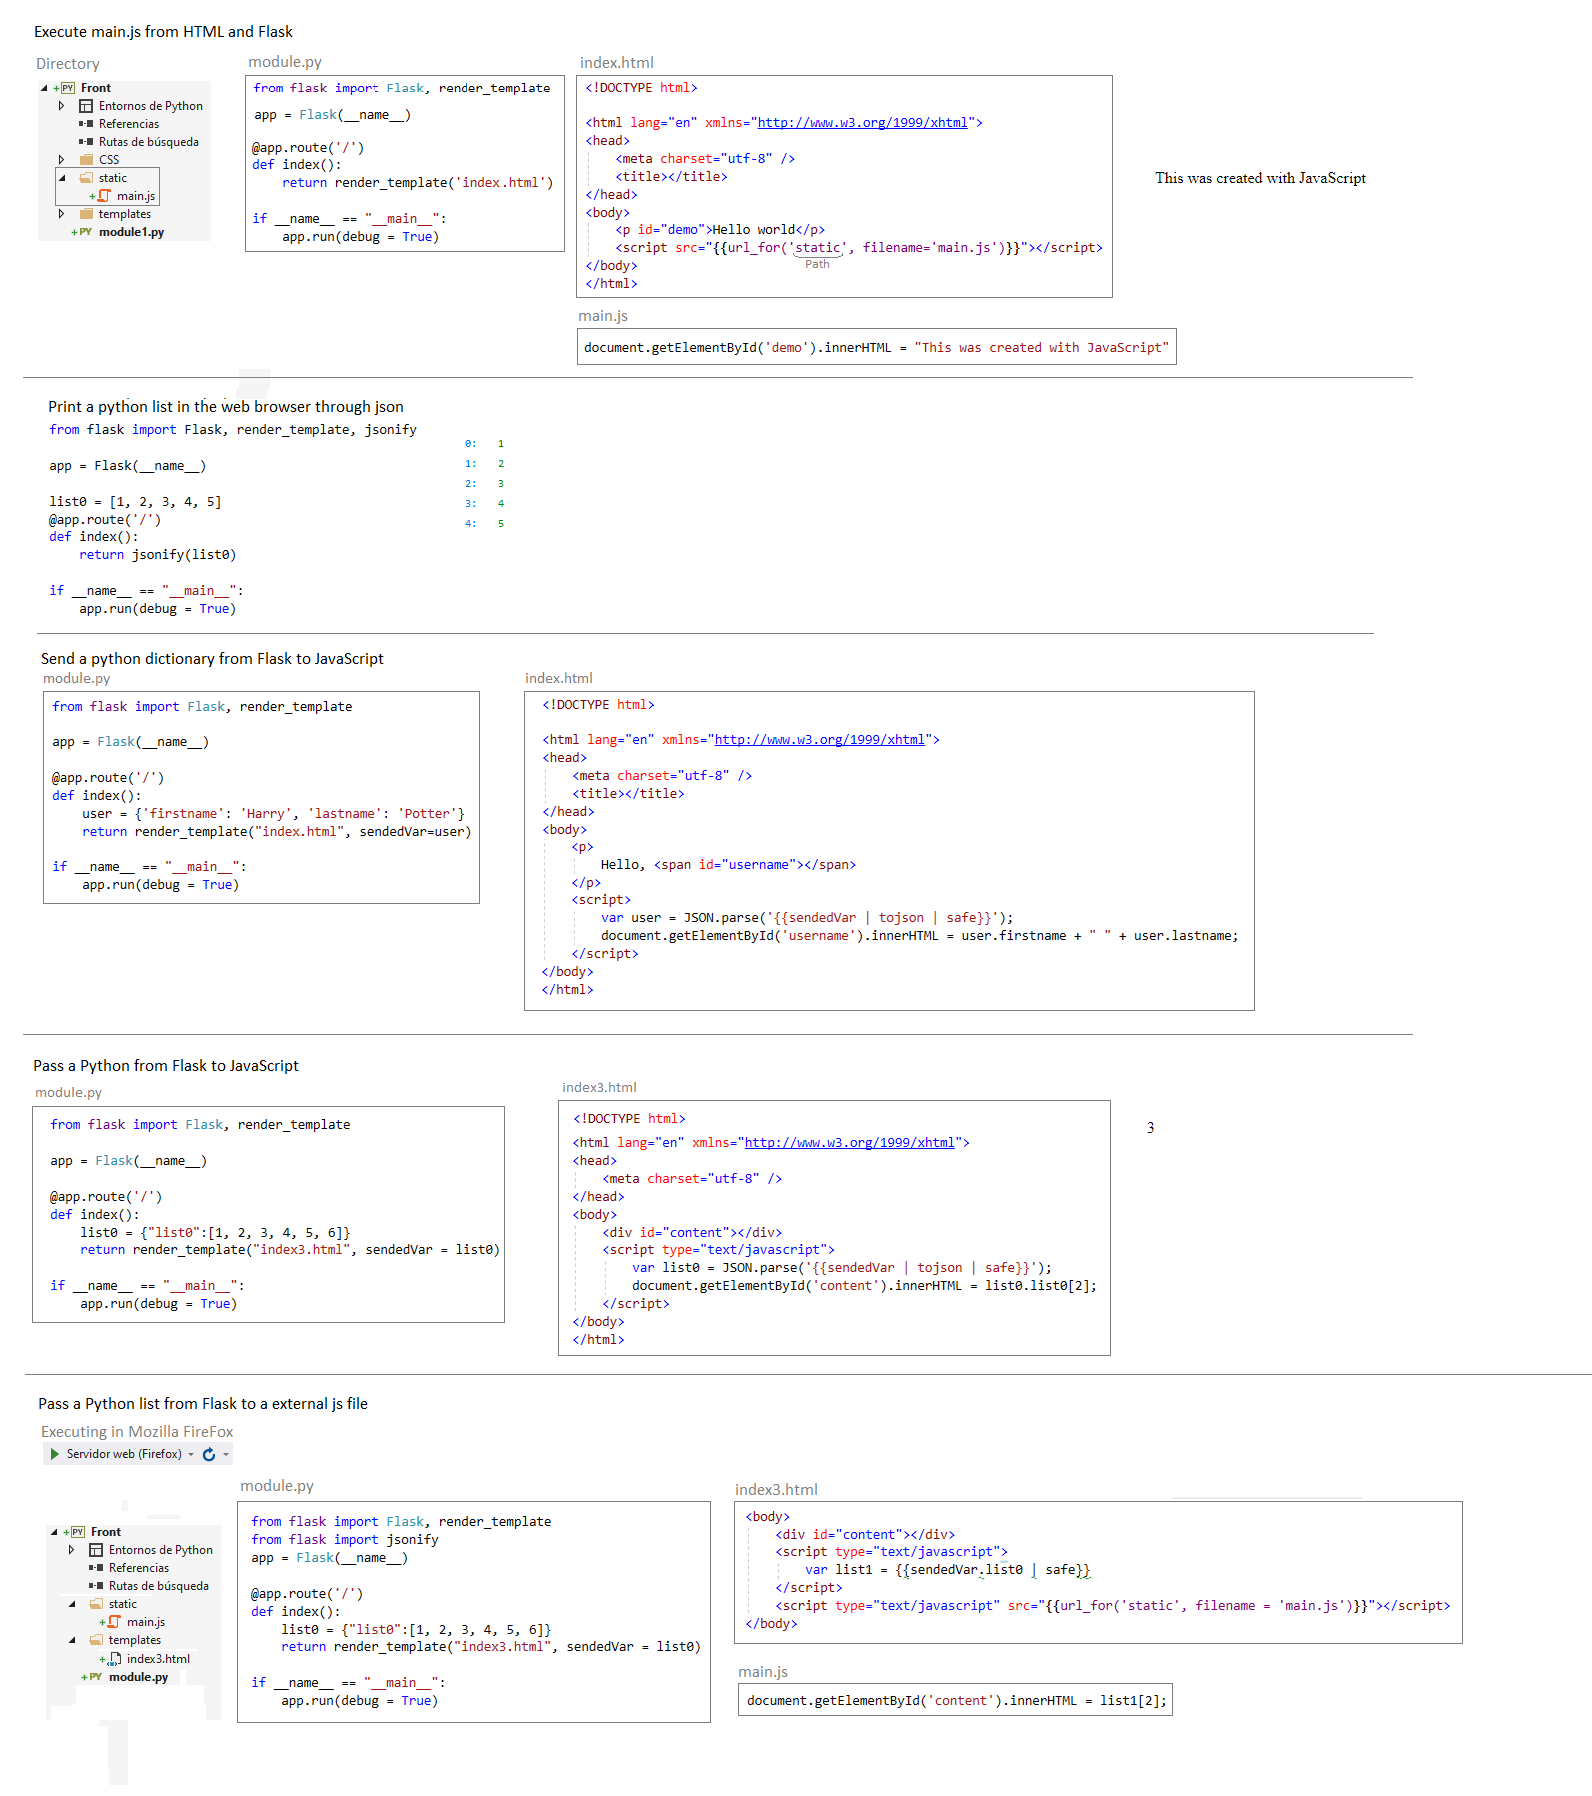 Execute main.js from HTML and Flask
Directory
Front
Entornos de Python
Referencias
Rutas de búsqueda
CSS
static
main.js
templates
module1.py
module.py
from flask import Flask, render_template
app = Flask(__name__)
@app.route('/')
def index():
    return render_template('index.html')
if __name__ == "__main__":
    app.run(debug = True)
index.html
<!DOCTYPE html>
<html lang="en" xmlns="http://www.w3.org/1999/xhtml">
<head>
    <meta charset="utf-8" />
    <title></title>
</head>
<body>
    <p id="demo">Hello world</p>
    <script src="{{url_for('static', filename='main.js')}}"></script>
Path
</body>
</html>
This was created with JavaScript
main.js
document.getElementById('demo').innerHTML = "This was created with JavaScript"
Print a python list in the web browser through json
from flask import Flask, render_template, jsonify
app = Flask(__name__)
list0 = [1, 2, 3, 4, 5]
@app.route('/')
def index():
    return jsonify(list0)
if __name__ == "__main__":
    app.run(debug = True)
0: 1
1: 2
2: 3
3: 4
4: 5
Send a python dictionary from Flask to JavaScript
module.py
from flask import Flask, render_template
app = Flask(__name__)
@app.route('/')
def index():
    user = {'firstname': 'Harry', 'lastname': 'Potter'}
    return render_template("index.html", sendedVar=user)
if __name__ == "__main__":
    app.run(debug = True)
index.html
<!DOCTYPE html>
<html lang="en" xmlns="http://www.w3.org/1999/xhtml">
<head>
    <meta charset="utf-8" />
    <title></title>
</head>
<body>
    <p>
        Hello, <span id="username"></span>
    </p>
    <script>
        var user = JSON.parse('{{sendedVar | tojson | safe}}');
        document.getElementById('username').innerHTML = user.firstname + " " + user.lastname;
    </script>
</body>
</html>
Pass a Python from Flask to JavaScript
module.py
from flask import Flask, render_template
app = Flask(__name__)
@app.route('/')
def index():
    list0 = {"list0":[1, 2, 3, 4, 5, 6]}
    return render_template("index3.html", sendedVar = list0)
if __name__ == "__main__":
    app.run(debug = True)
index3.html
<!DOCTYPE html>
<html lang="en" xmlns="http://www.w3.org/1999/xhtml">
<head>
    <meta charset="utf-8" />
</head>
<body>
    <div id="content"></div>
    <script type="text/javascript">
        var list0 = JSON.parse('{{sendedVar | tojson | safe}}');
        document.getElementById('content').innerHTML = list0.list0[2];
    </script>
</body>
</html>
3
Pass a Python list from Flask to a external js file
Executing in Mozilla FireFox
Servidor web (Firefox)
Front
Entornos de Python
Referencias
Rutas de búsqueda
static
main.js
templates
index3.html
module.py
module.py
from flask import Flask, render_template
from flask import jsonify
app = Flask(__name__)
@app.route('/')
def index():
    list0 = {"list0":[1, 2, 3, 4, 5, 6]}
    return render_template("index3.html", sendedVar = list0)
if __name__ == "__main__":
    app.run(debug = True)
index3.html
<body>
    <div id="content"></div>
    <script type="text/javascript">
        var list1 = {{sendedVar.list0 | safe}}
    </script>
    <script type="text/javascript" src="{{url_for('static', filename = 'main.js')}}"></script>
</body>
main.js
document.getElementById('content').innerHTML = list1[2];